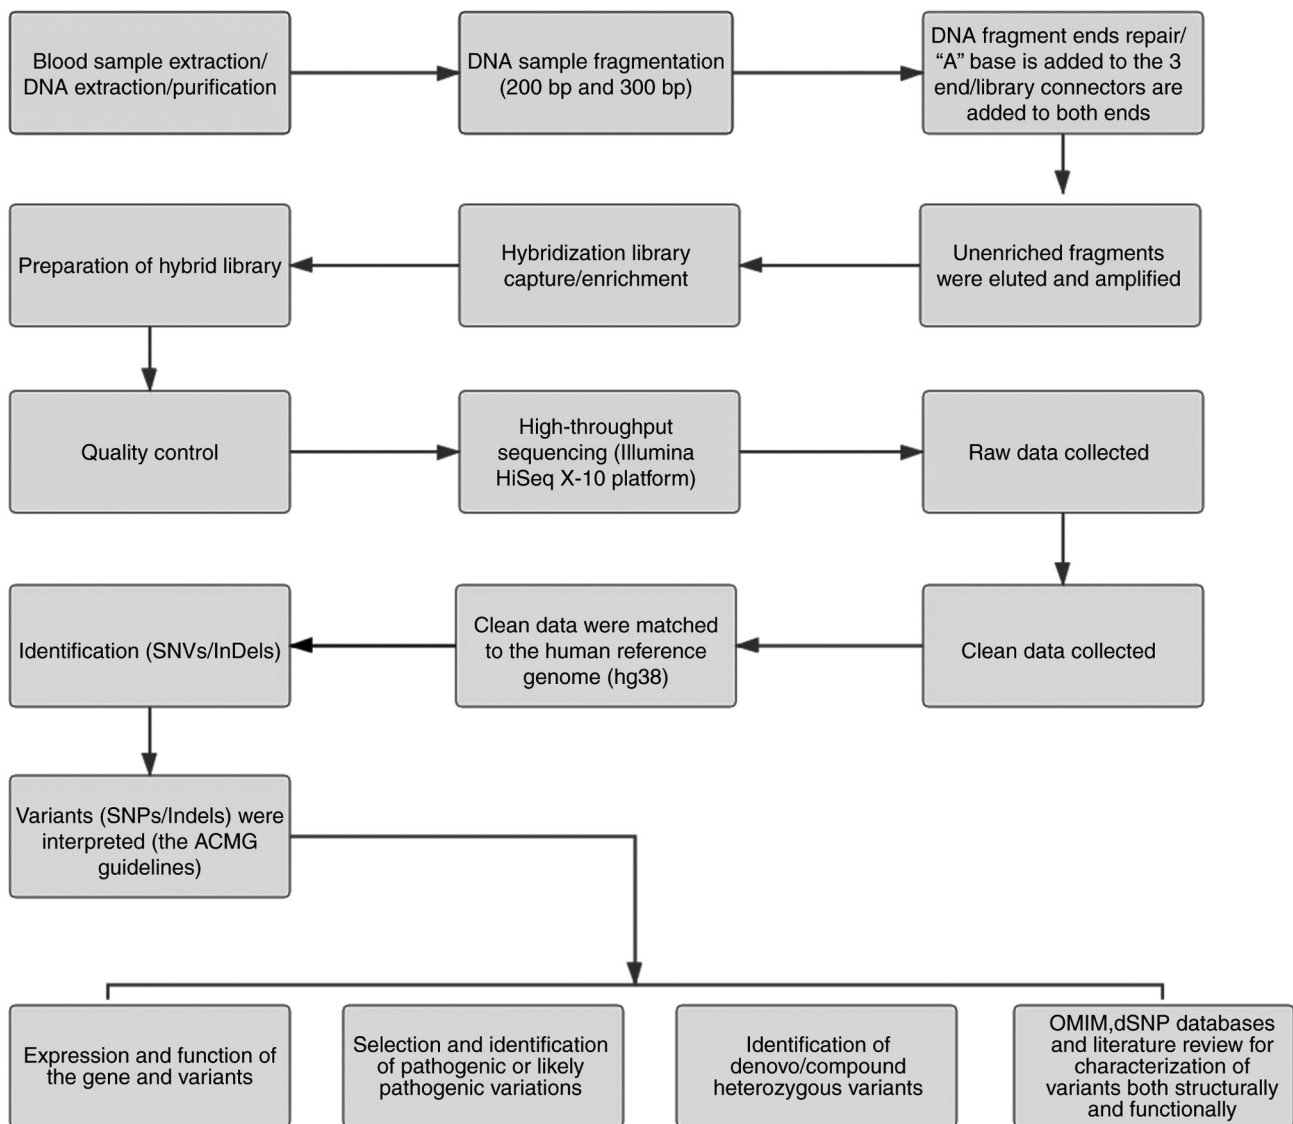 Blood sample extraction/
DNA extraction/purification
DNA sample fragmentation
(200 bp and 300 bp)
DNA fragment ends repair/
“A” base is added to the 3
end/library connectors are
added to both ends
Unenriched fragments
were eluted and amplified
Hybridization library
capture/enrichment
Preparation of hybrid library
Quality control
High-throughput
sequencing (Illumina
HiSeq X-10 platform)
Raw data collected
Clean data collected
Clean data were matched
to the human reference
genome (hg38)
Identification (SNVs/InDels)
Variants (SNPs/Indels) were
interpreted (the ACMG
guidelines)
Expression and function of
the gene and variants
Selection and identification
of pathogenic or likely
pathogenic variations
Identification of
denovo/compound
heterozygous variants
OMIM,dSNP databases
and literature review for
characterization of
variants both structurally
and functionally